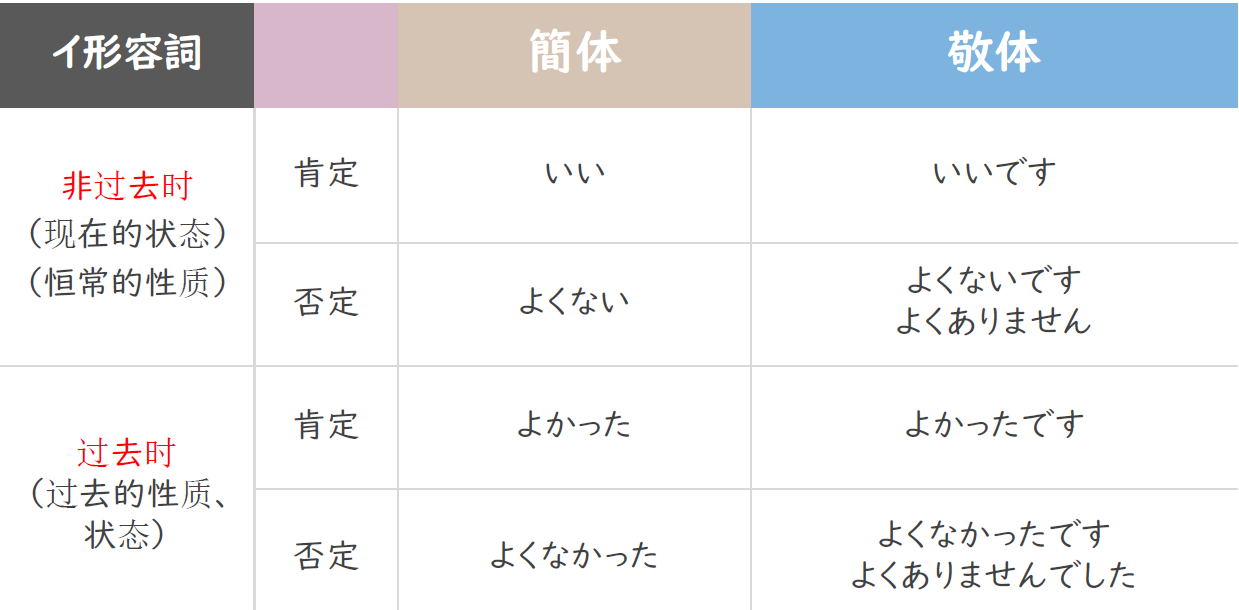 イ形容詞
簡体
敬体
非过去时
（现在的状态）
（恒常的性质）
肯定
いい
いいです
否定
よくない
よくないです
よくありません
过去时
（过去的性质、
状态）
肯定
よかった
よかったです
否定
よくなかった
よくなかったです
よくありませんでした